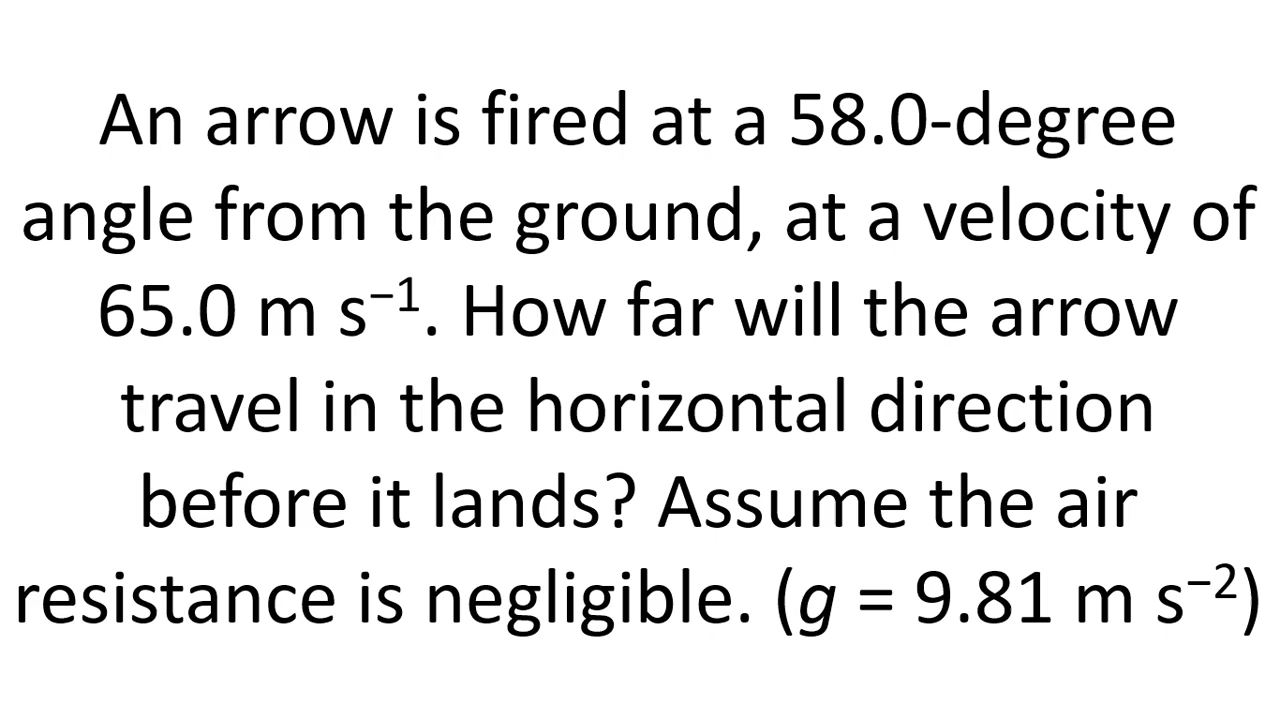 An arrow is fired at a 58.0-degree
angle from the ground, at a velocity of
65.0 m s⁻¹. How far will the arrow
travel in the horizontal direction
before it lands? Assume the air
resistance is negligible. (g = 9.81 m s⁻²)